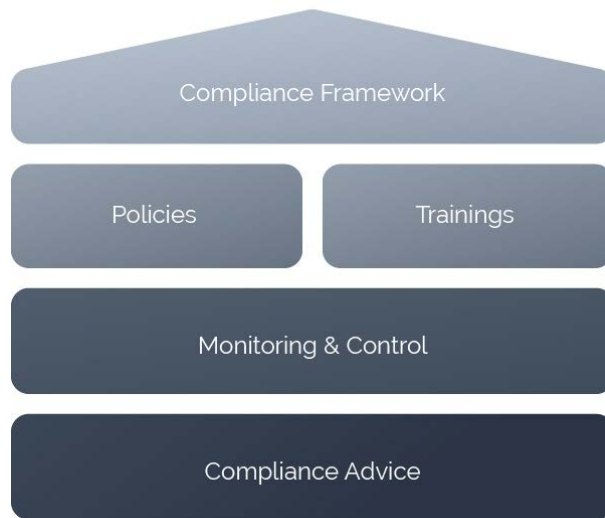 Compliance Framework
Policies
Trainings
Monitoring & Control
Compliance Advice